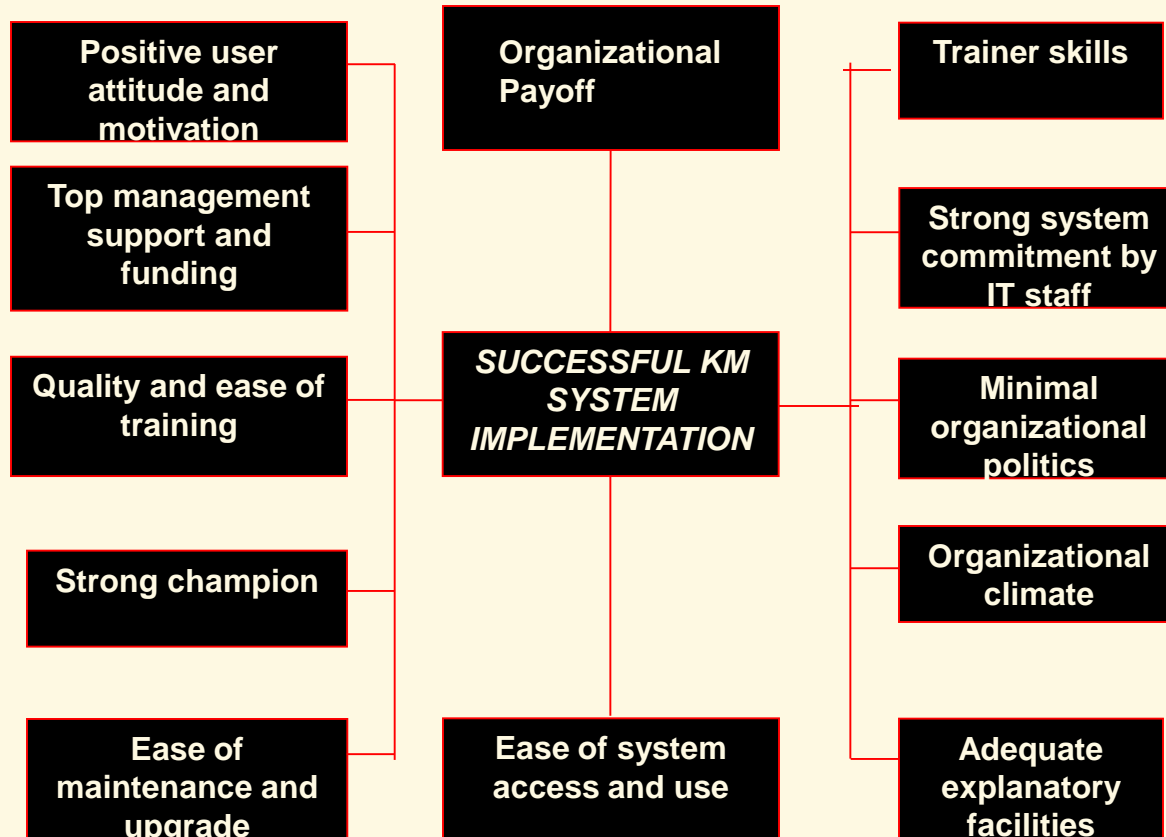 Positive user
attitude and
motivation
Organizational
Payoff
Trainer skills
Top management
support and
funding
Strong system
commitment by
IT staff
Quality and ease of
training
SUCCESSFUL KM
SYSTEM
IMPLEMENTATION
Minimal
organizational
politics
Strong champion
Organizational
climate
Ease of
maintenance and
upgrade
Ease of system
access and use
Adequate
explanatory
facilities